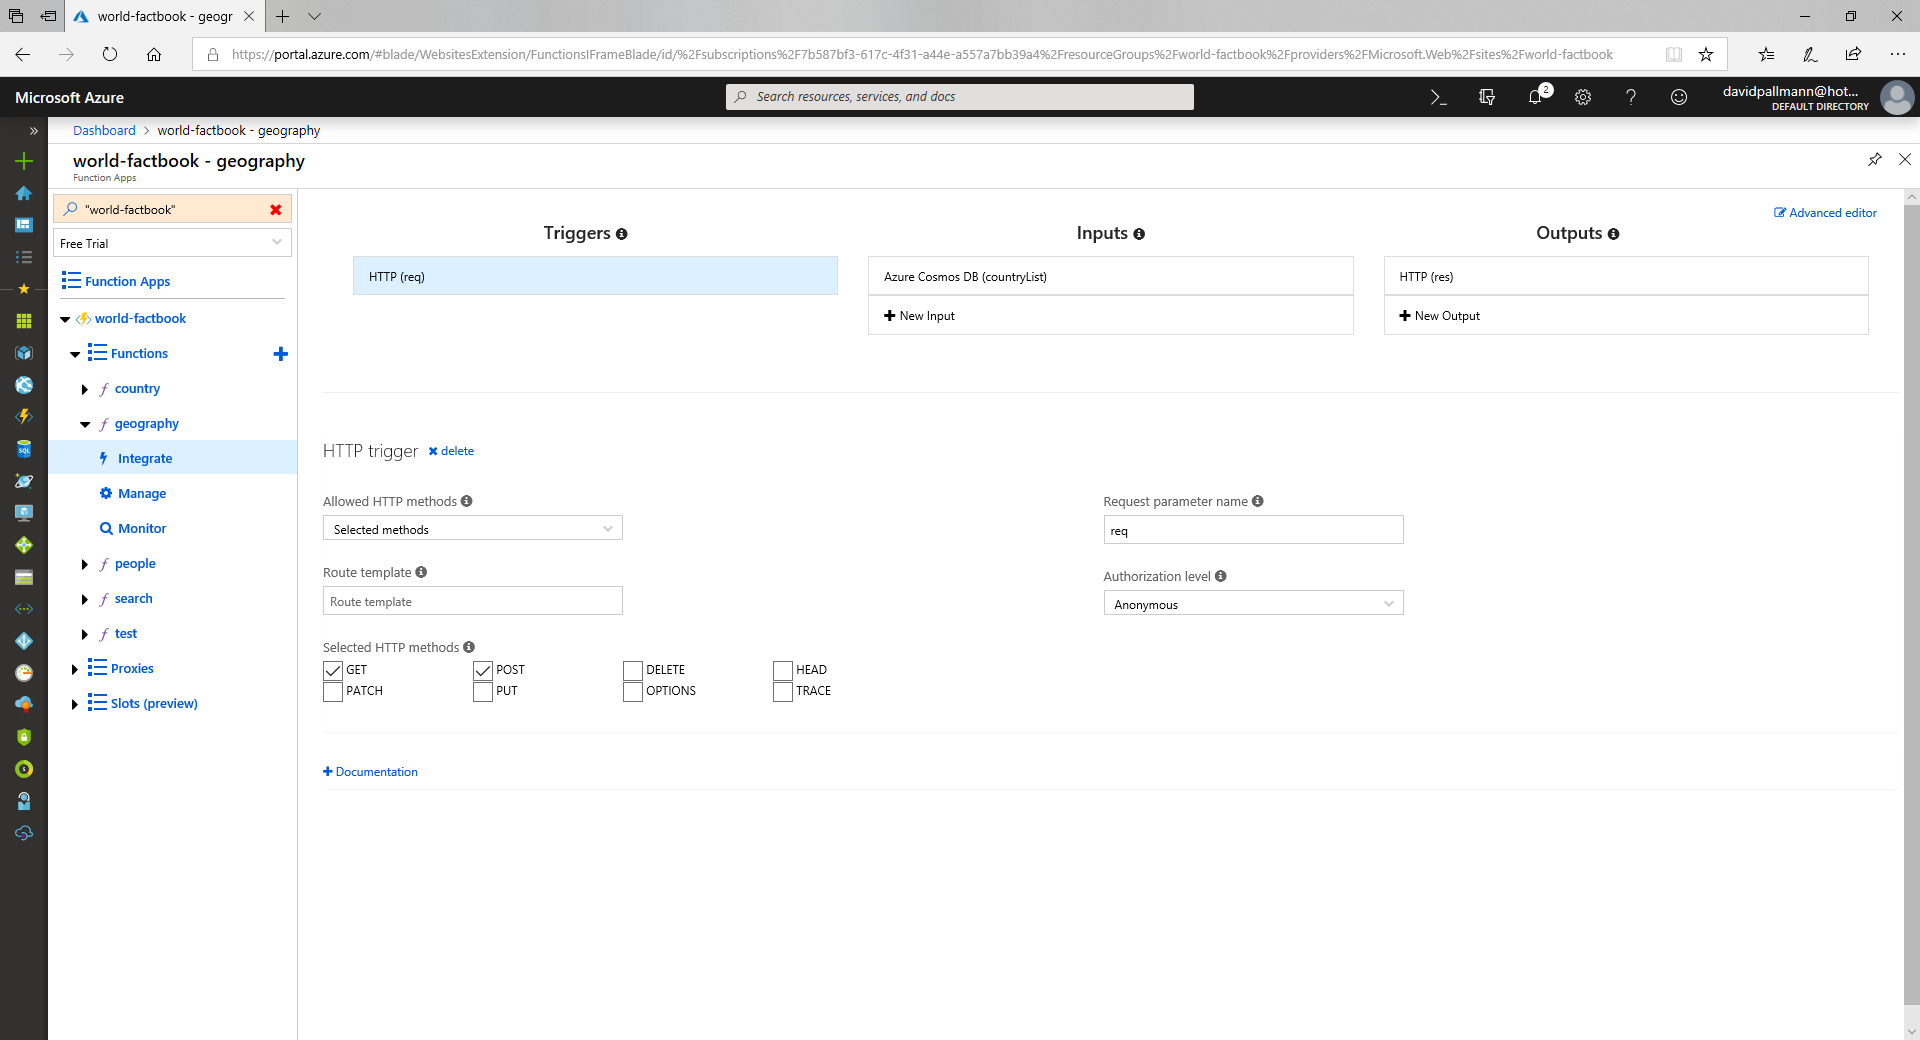 world-factbook - geogr
https://portal.azure.com/#blade/WebsitesExtension/FunctionsIFrameBlade/id/%2Fsubscriptions%2F7b587bf3-617c-4f31-a44e-a557a7bb39a4%2FresourceGroups%2Fworld-factbook%2Fproviders%2FMicrosoft.Web%2Fsites%2Fworld-factbook
Microsoft Azure
Search resources, services, and docs
2
davidpallmann@hot...
DEFAULT DIRECTORY
Dashboard > world-factbook - geography
world-factbook - geography
Function Apps
"world-factbook"
Free Trial
Function Apps
world-factbook
Functions
country
geography
Integrate
Manage
Monitor
people
search
test
Proxies
Slots (preview)
Advanced editor
Triggers
Inputs
Outputs
HTTP (req)
Azure Cosmos DB (countryList)
HTTP (res)
New Input
New Output
HTTP trigger
delete
Allowed HTTP methods
Selected methods
Request parameter name
req
Route template
Route template
Authorization level
Anonymous
Selected HTTP methods
GET
POST
DELETE
HEAD
PATCH
PUT
OPTIONS
TRACE
Documentation